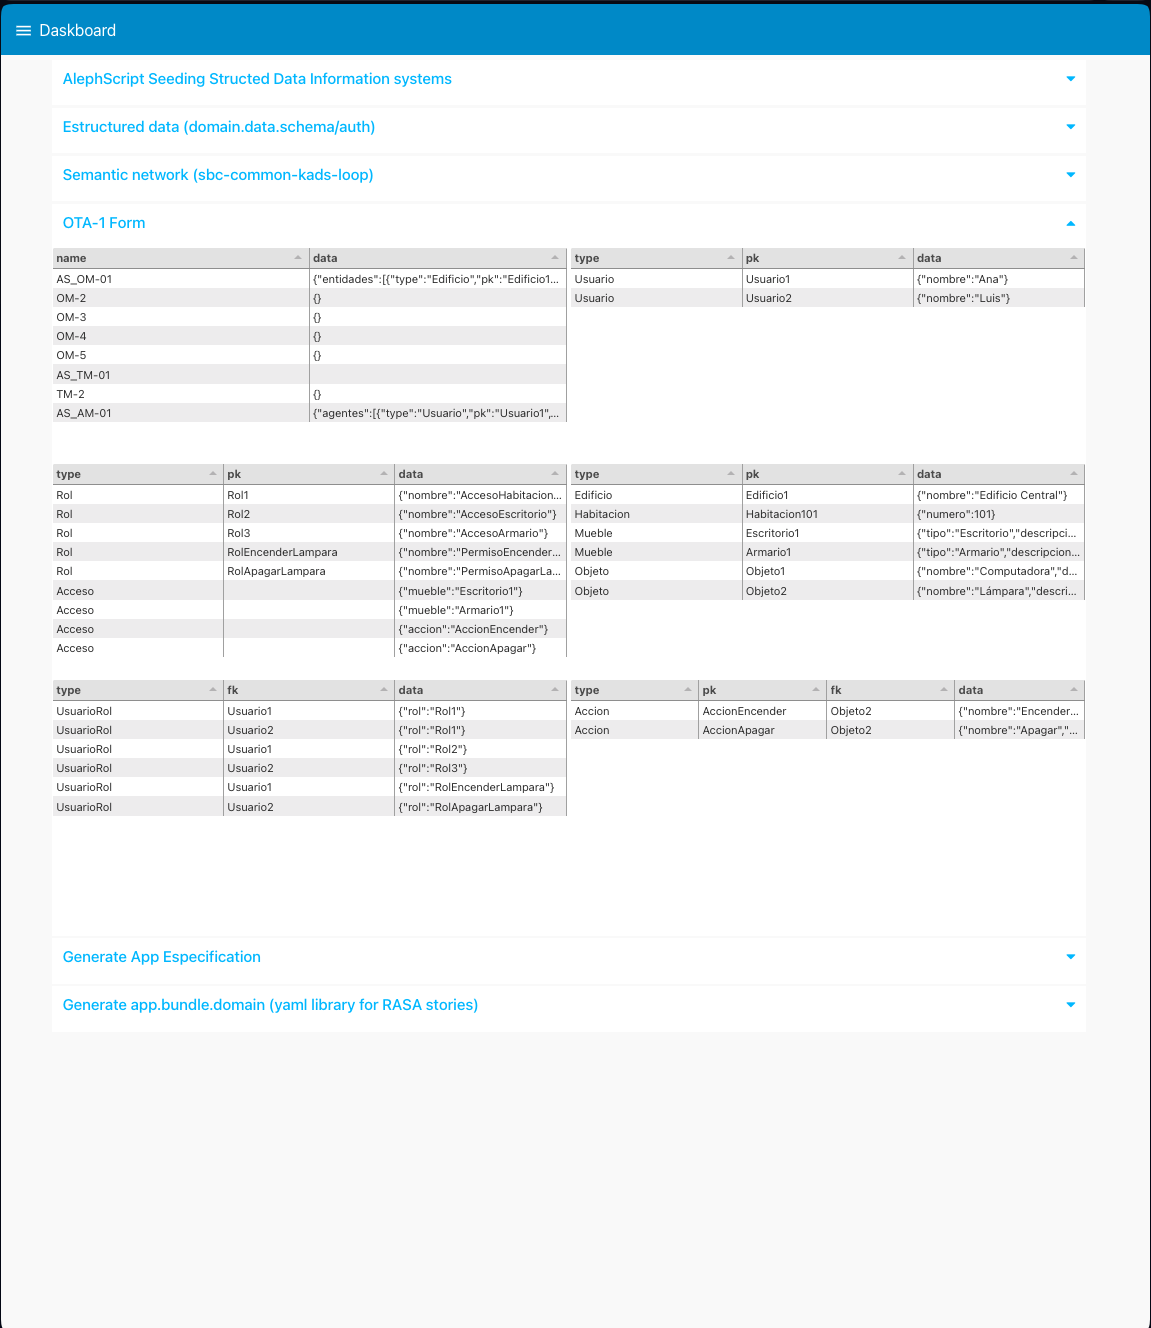 Daskboard
AlephScript Seeding Structed Data Information systems
Estructured data (domain.data.schema/auth)
Semantic network (sbc-common-kads-loop)
OTA-1 Form
name data
AS_OM-01 {"entidades":[{"type":"Edificio","pk":"Edificio1...
OM-2 {}
OM-3 {}
OM-4 {}
OM-5 {}
AS_TM-01
TM-2 {}
AS_AM-01 {"agentes":[{"type":"Usuario","pk":"Usuario1",...
type pk data
Usuario Usuario1 {"nombre":"Ana"}
Usuario Usuario2 {"nombre":"Luis"}
type pk data
Rol Rol1 {"nombre":"AccesoHabitacion...
Rol Rol2 {"nombre":"AccesoEscritorio"}
Rol Rol3 {"nombre":"AccesoArmario"}
Rol RolEncenderLampara {"nombre":"PermisoEncender...
Rol RolApagarLampara {"nombre":"PermisoApagarLa...
Acceso {"mueble":"Escritorio1"}
Acceso {"mueble":"Armario1"}
Acceso {"accion":"AccionEncender"}
Acceso {"accion":"AccionApagar"}
type pk data
Edificio Edificio1 {"nombre":"Edificio Central"}
Habitacion Habitacion101 {"numero":101}
Mueble Escritorio1 {"tipo":"Escritorio","descripci...
Mueble Armario1 {"tipo":"Armario","descripcion...
Objeto Objeto1 {"nombre":"Computadora","d...
Objeto Objeto2 {"nombre":"Lámpara","descri...
type fk data
UsuarioRol Usuario1 {"rol":"Rol1"}
UsuarioRol Usuario2 {"rol":"Rol1"}
UsuarioRol Usuario1 {"rol":"Rol2"}
UsuarioRol Usuario2 {"rol":"Rol3"}
UsuarioRol Usuario1 {"rol":"RolEncenderLampara"}
UsuarioRol Usuario2 {"rol":"RolApagarLampara"}
type pk fk data
Accion AccionEncender Objeto2 {"nombre":"Encender...
Accion AccionApagar Objeto2 {"nombre":"Apagar","...
Generate App Especification
Generate app.bundle.domain (yaml library for RASA stories)